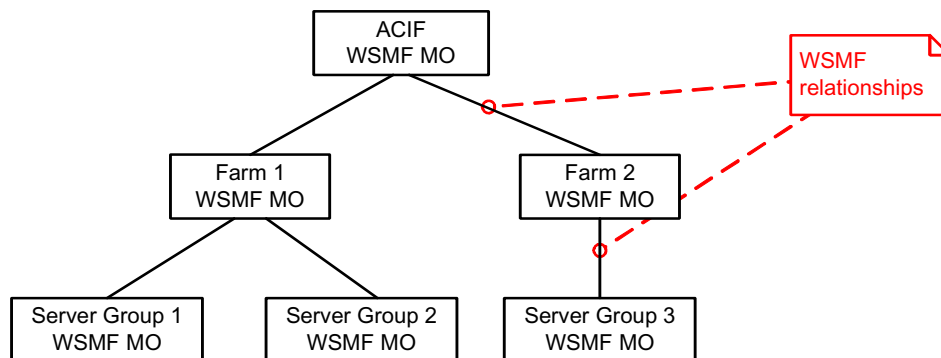 ACIF
WSMF MO
WSMF
relationships
Farm 1
WSMF MO
Farm 2
WSMF MO
Server Group 1
WSMF MO
Server Group 2
WSMF MO
Server Group 3
WSMF MO